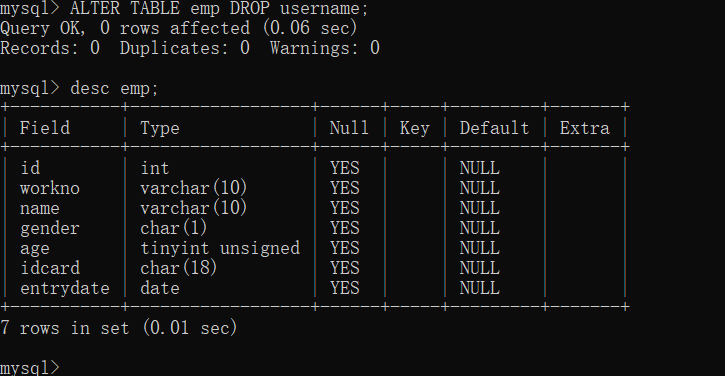 mysql> ALTER TABLE emp DROP username;
Query OK, 0 rows affected (0.06 sec)
Records: 0  Duplicates: 0  Warnings: 0
mysql> desc emp;
+-----------+------------------+------+-----+---------+-------+
| Field     | Type             | Null | Key | Default | Extra |
+-----------+------------------+------+-----+---------+-------+
| id        | int              | YES  |     | NULL    |       |
| workno    | varchar(10)      | YES  |     | NULL    |       |
| name      | varchar(10)      | YES  |     | NULL    |       |
| gender    | char(1)          | YES  |     | NULL    |       |
| age       | tinyint unsigned | YES  |     | NULL    |       |
| idcard    | char(18)         | YES  |     | NULL    |       |
| entrydate | date             | YES  |     | NULL    |       |
+-----------+------------------+------+-----+---------+-------+
7 rows in set (0.01 sec)
mysql>